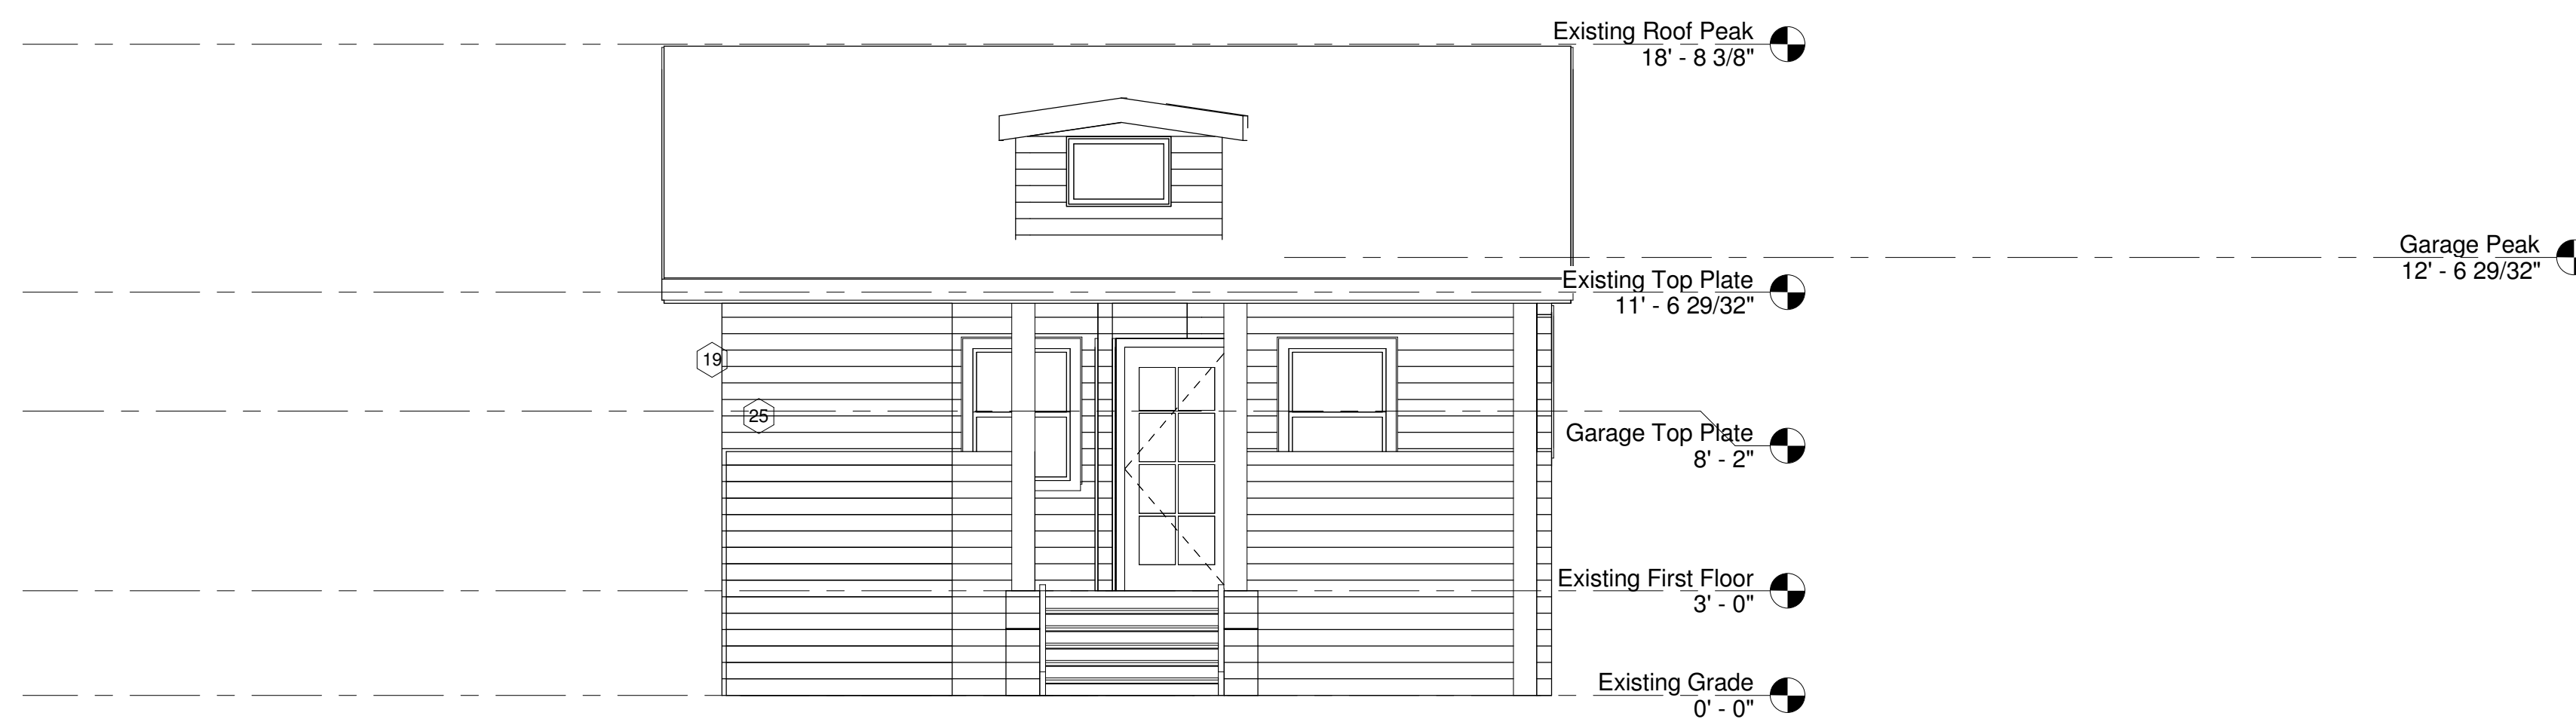 Existing Roof Peak
18' - 8 3/8"
Garage Peak
12' - 6 29/32"
Existing Top Plate
11' - 6 29/32"
19
25
Garage Top Plate
8' - 2"
Existing First Floor
3' - 0"
Existing Grade
0' - 0"